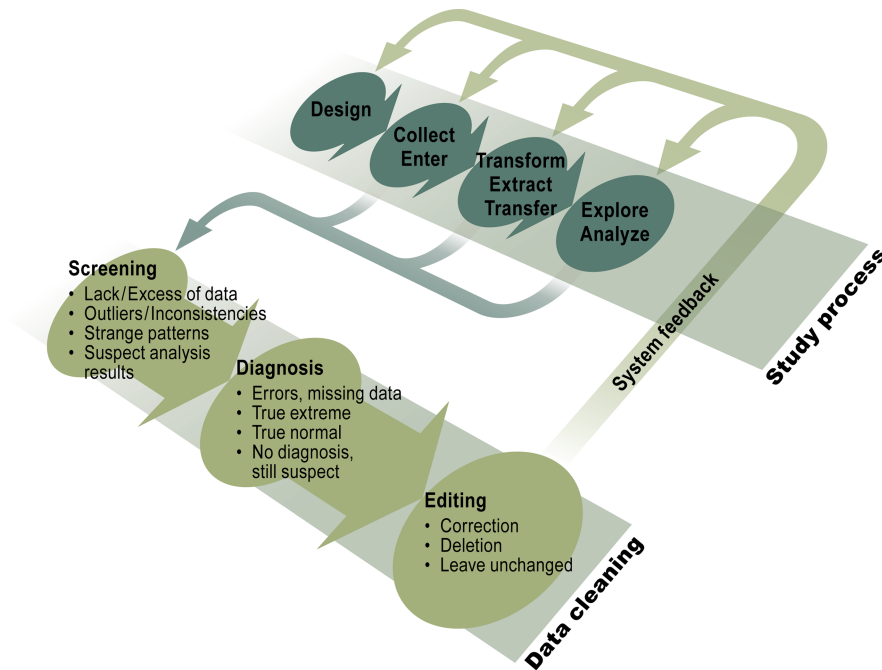 Design
Collect
Enter
Transform
Extract
Transfer
Explore
Analyze
Study process
System feedback
Screening
• Lack/Excess of data
• Outliers/Inconsistencies
• Strange patterns
• Suspect analysis
results
Diagnosis
• Errors, missing data
• True extreme
• True normal
• No diagnosis,
still suspect
Editing
• Correction
• Deletion
• Leave unchanged
Data cleaning